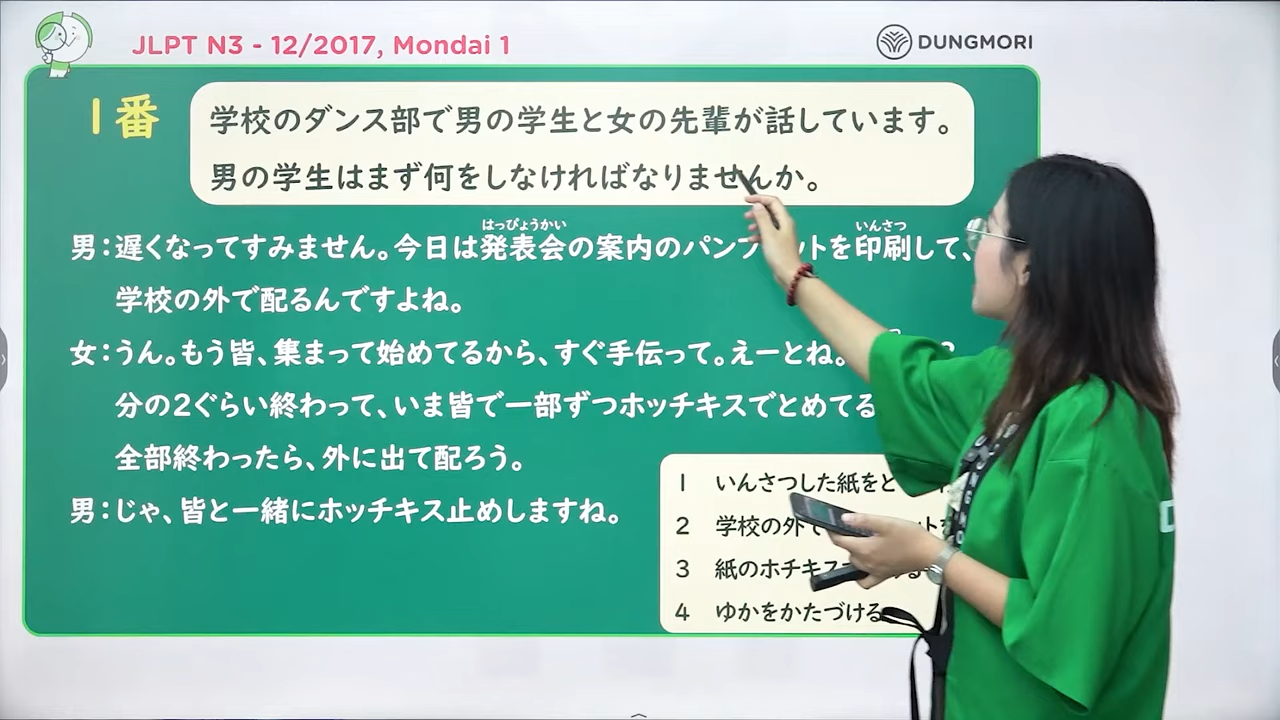 JLPT N3 - 12/2017, Mondai 1
DUNGMORI
1番
学校のダンス部で男の学生と女の先輩が話しています。
男の学生はまず何をしなければなりませんか。
はっぴょうかい いんさつ
男：遅くなってすみません。今日は発表会の案内のパンフ ットを印刷して、
学校の外で配るんですよね。
女：うん。もう皆、集まって始めてるから、すぐ手伝って。えーとね。
分の2ぐらい終わって、いま皆で一部ずつホッチキスでとめてる
全部終わったら、外に出て配ろう。
男：じゃ、皆と一緒にホッチキス止めしますね。
1 いんさつした紙をと
2 学校の外で
3 紙のホチキス
4 ゆかをかたづける